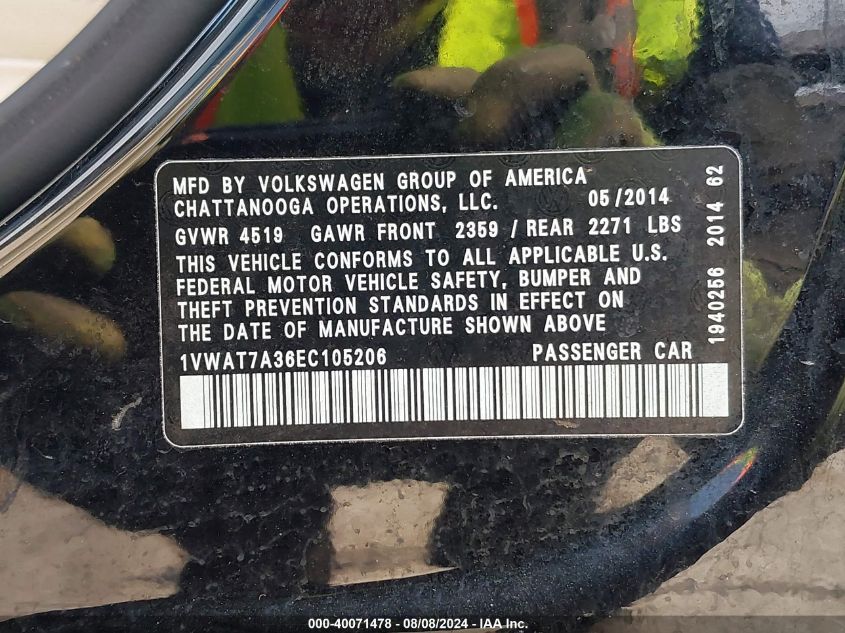 MFD BY VOLKSWAGEN GROUP OF AMERICA
CHATTANOOGA OPERATIONS, LLC. 05/2014
GVWR 4519 GAWR FRONT 2359 / REAR 2271 LBS
THIS VEHICLE CONFORMS TO ALL APPLICABLE U.S.
FEDERAL MOTOR VEHICLE SAFETY, BUMPER AND
THEFT PREVENTION STANDARDS IN EFFECT ON
THE DATE OF MANUFACTURE SHOWN ABOVE
1VWAT7A36EC105206 PASSENGER CAR
1940256 2014 62
000-40071478 - 08/08/2024 - IAA Inc.